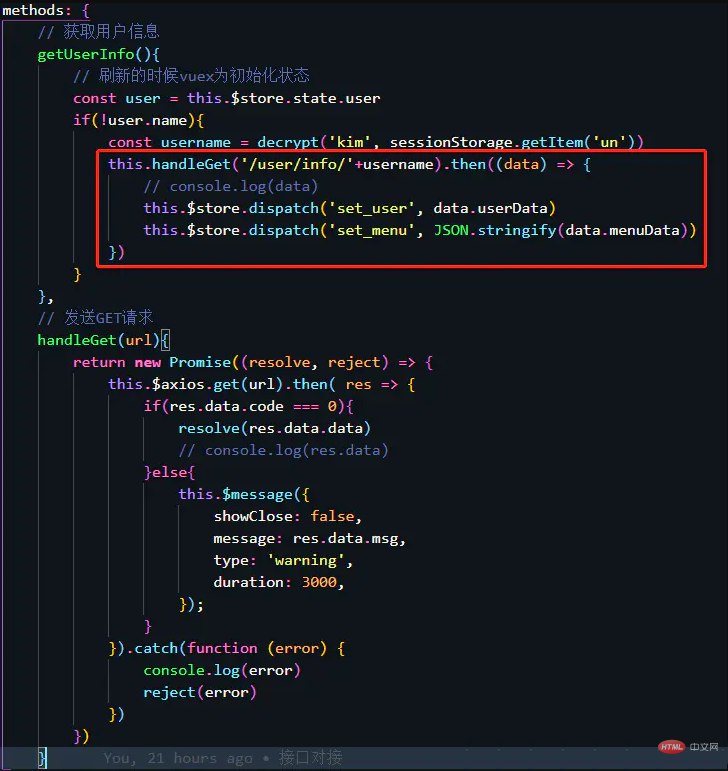 methods: {
// 获取用户信息
getUserInfo(){
// 刷新的时候vuex为初始化状态
const user = this.$store.state.user
if(!user.name){
const username = decrypt('kim', sessionStorage.getItem('un'))
this.handleGet('/user/info/'+username).then((data) => {
// console.log(data)
this.$store.dispatch('set_user', data.userData)
this.$store.dispatch('set_menu', JSON.stringify(data.menuData))
})
}
},
// 发送GET请求
handleGet(url){
return new Promise((resolve, reject) => {
this.$axios.get(url).then( res => {
if(res.data.code === 0){
resolve(res.data.data)
// console.log(res.data)
}else{
this.$message({
showClose: false,
message: res.data.msg,
type: 'warning',
duration: 3000,
});
}
}).catch(function (error) {
console.log(error)
reject(error)
})
})
} You, 21 hours ago • 接口对接
HTML 中文网